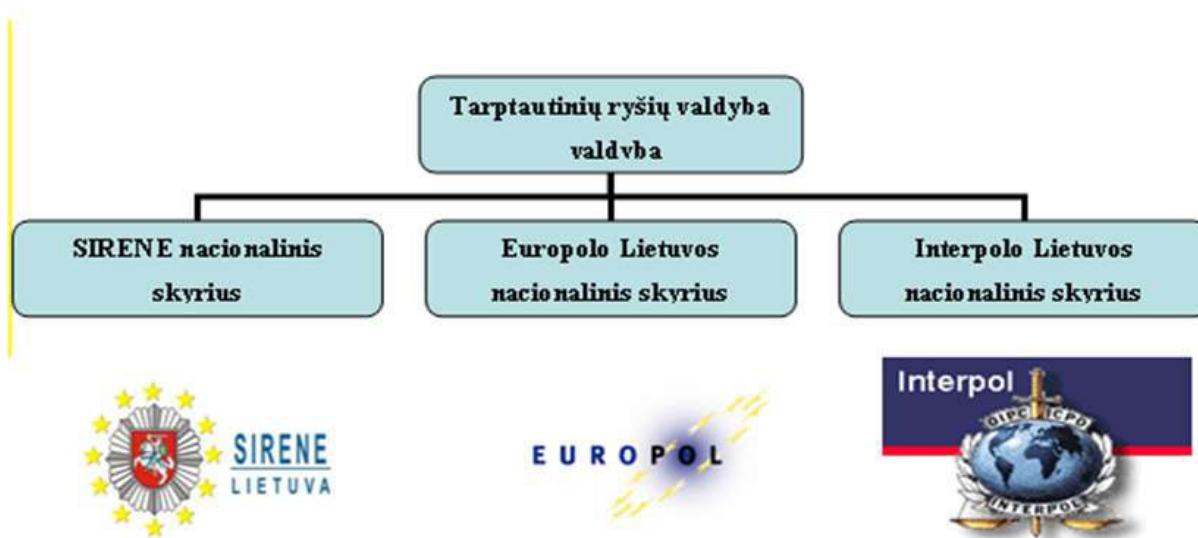 Tarptautinių ryšių valdyba
valdyba
SIRENE nacionalinis
skyrius
Europolo Lietuvos
nacionalinis skyrius
Interpolo Lietuvos
nacionalinis skyrius
SIRENE
LIETUVA
EUROPOL
Interpol
OIPC ICPO
INTERPOL